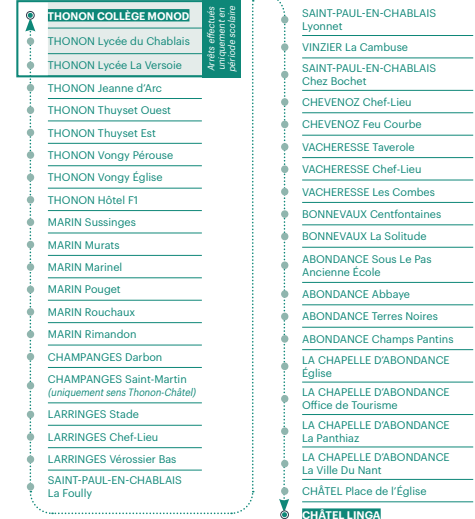 THONON COLLÈGE MONOD
THONON Lycée du Chablais
THONON Lycée La Versoie
Arrêts effectués
uniquement en
période scolaire
THONON Jeanne d'Arc
THONON Thuyset Ouest
THONON Thuyset Est
THONON Vongy Pérouse
THONON Vongy Église
THONON Hôtel F1
MARIN Sussinges
MARIN Murats
MARIN Marinel
MARIN Pouget
MARIN Rouchaux
MARIN Rimandon
CHAMPANGES Darbon
CHAMPANGES Saint-Martin
(uniquement sens Thonon-Châtel)
LARRINGES Stade
LARRINGES Chef-Lieu
LARRINGES Vérossier Bas
SAINT-PAUL-EN-CHABLAIS
La Foully
SAINT-PAUL-EN-CHABLAIS
Lyonnet
VINZIER La Cambuse
SAINT-PAUL-EN-CHABLAIS
Chez Bochet
CHEVENOZ Chef-Lieu
CHEVENOZ Feu Courbe
VACHERESSE Taverole
VACHERESSE Chef-Lieu
VACHERESSE Les Combes
BONNEVAUX Centfontaines
BONNEVAUX La Solitude
ABONDANCE Sous Le Pas
Ancienne École
ABONDANCE Abbaye
ABONDANCE Terres Noires
ABONDANCE Champs Pantins
LA CHAPELLE D'ABONDANCE
Église
LA CHAPELLE D'ABONDANCE
Office de Tourisme
LA CHAPELLE D'ABONDANCE
La Panthiaz
LA CHAPELLE D'ABONDANCE
La Ville Du Nant
CHÂTEL Place de l'Église
CHÂTEL LINGA